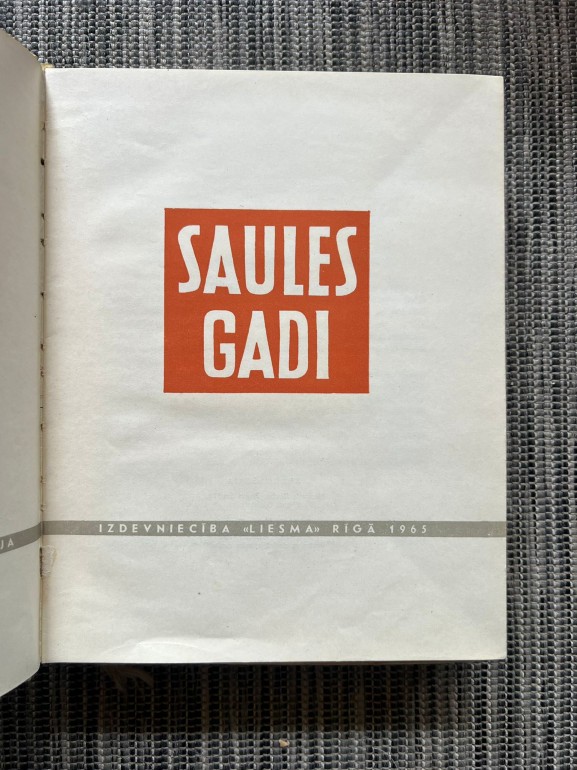 SAULES
GADI
IZDEVNIECĪBA «LIESMA» RĪGĀ 1965